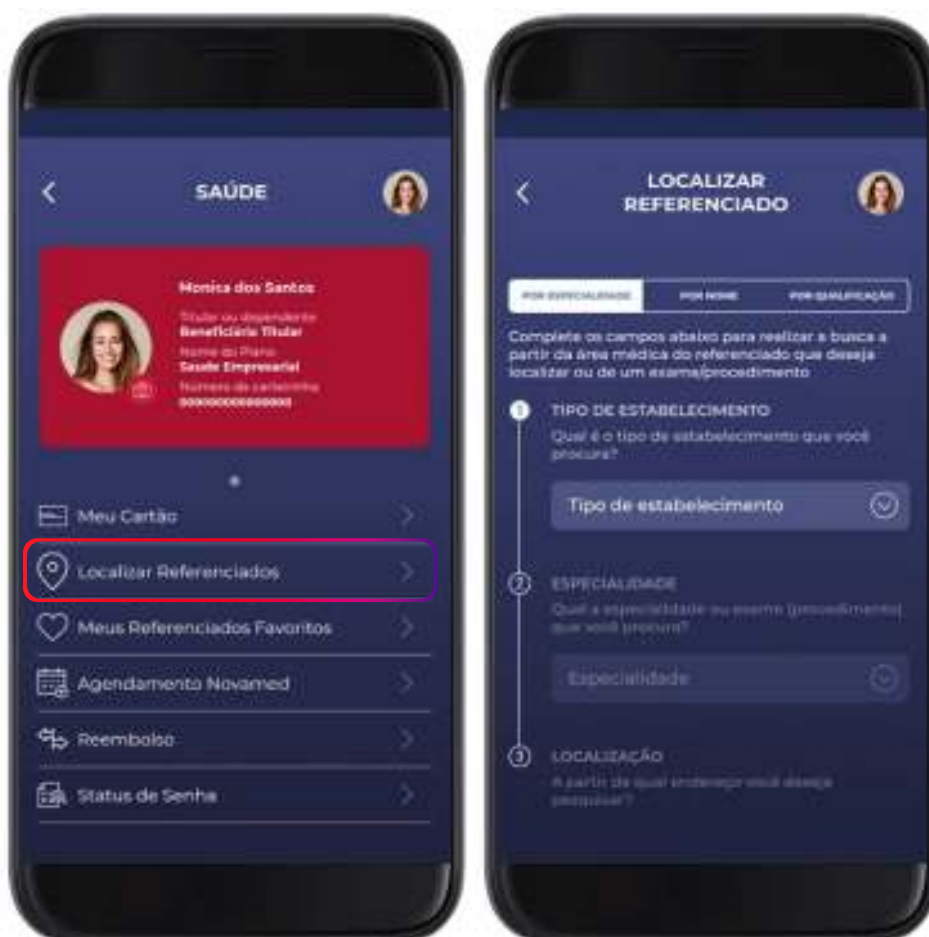 SAÚDE
Monica dos Santos
Titular ou dependente
Beneficiário Titular
Nome do Plano
Saude Empresarial
Número da carteirinha
Meu Cartão
Localizar Referenciados
Meus Referenciados Favoritos
Agendamento Novamed
Reembolso
Status de Senha
LOCALIZAR
REFERENCIADO
POR ESPECIALIDADE
POR NOME
POR QUALIFICAÇÃO
Complete os campos abaixo para realizar a busca a
partir da área médica do referenciado que deseja
localizar ou de um exame/procedimento
1
TIPO DE ESTABELECIMENTO
Qual é o tipo de estabelecimento que você
procura?
Tipo de estabelecimento
2
ESPECIALIDADE
Qual a especialidade ou exame (procedimento)
que você procura?
Especialidade
3
LOCALIZAÇÃO
A partir de qual endereço você deseja
pesquisar?